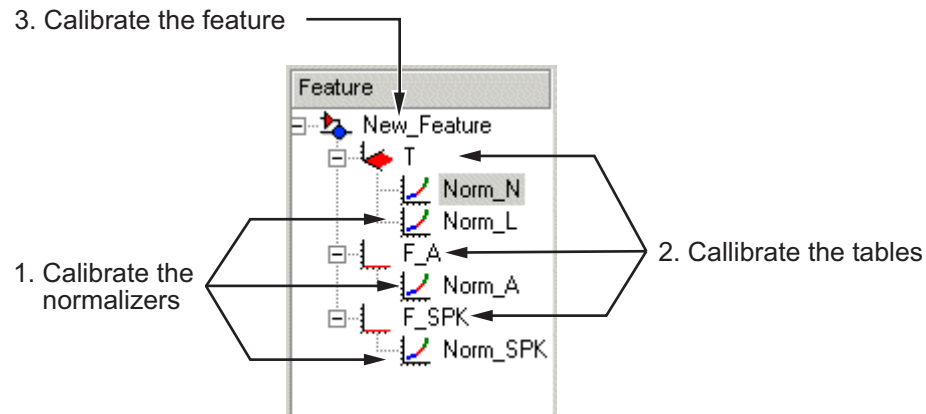 3. Calibrate the feature
Feature
New_Feature
T
Norm_N
Norm_L
F_A
Norm_A
F_SPK
Norm_SPK
1. Calibrate the
normalizers
2. Callibrate the tables